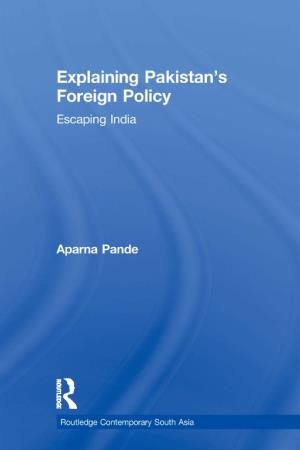 Explaining Pakistan's
Foreign Policy
Escaping India
Aparna Pande
ROUTLEDGE
Routledge Contemporary South Asia